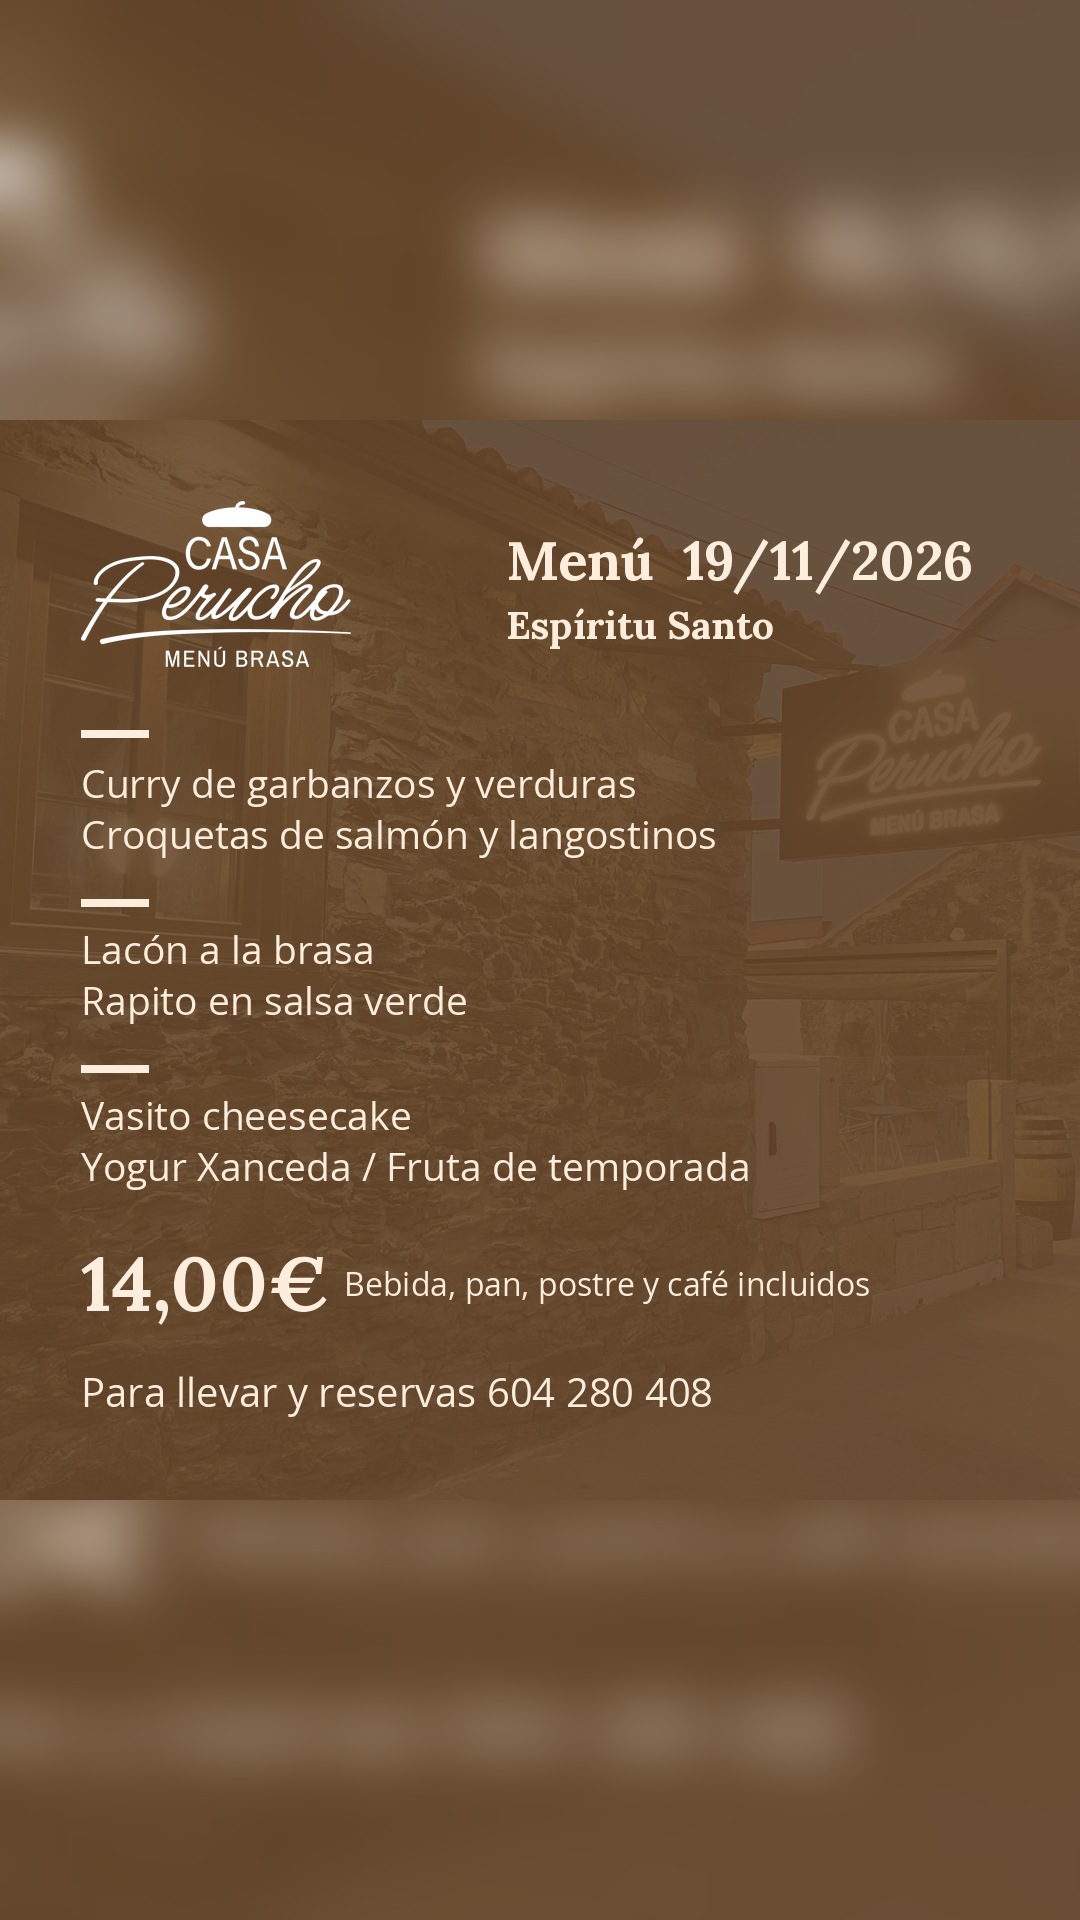 CASA
Perucho
MENÚ BRASA
Menú 19/11/2026
Espíritu Santo
CASA
Perucho
MENÚ BRASA
Curry de garbanzos y verduras
Croquetas de salmón y langostinos
Lacón a la brasa
Rapito en salsa verde
Vasito cheesecake
Yogur Xanceda / Fruta de temporada
14,00€ Bebida, pan, postre y café incluidos
Para llevar y reservas 604 280 408